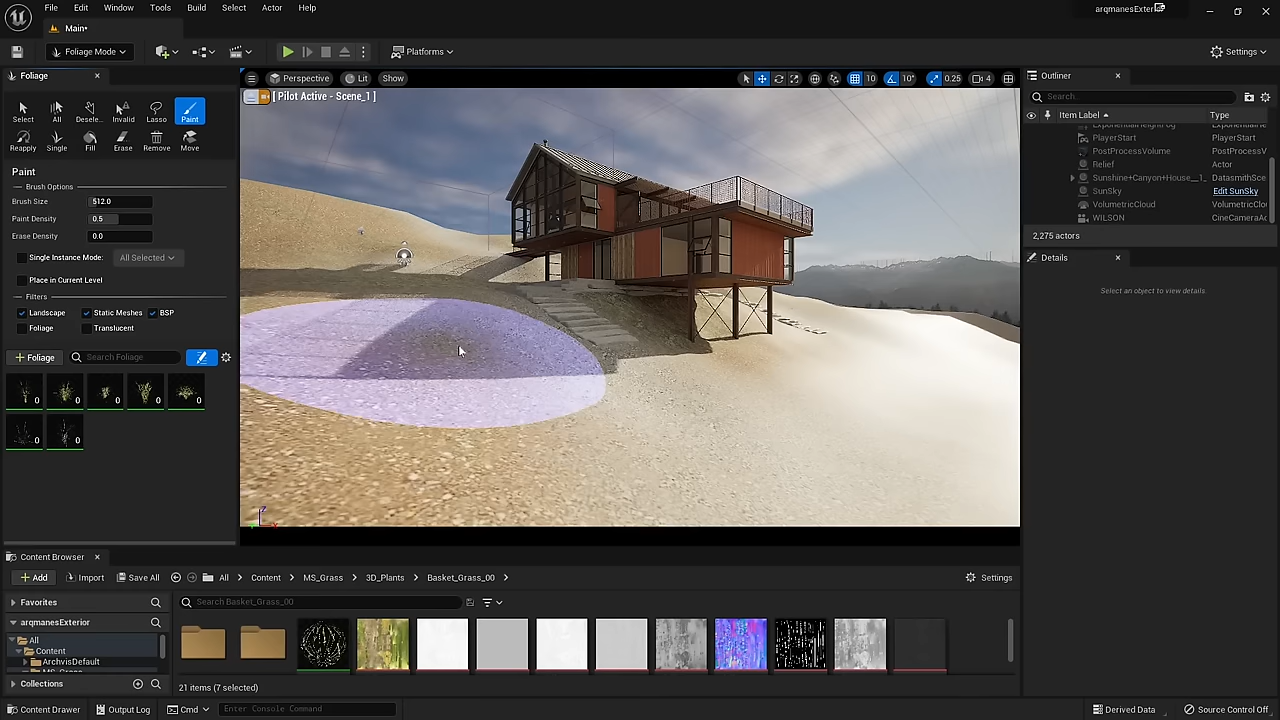 File Edit Window Tools Build Select Actor Help
arqmanesExterior
Main•
Foliage Mode
Platforms
Settings
Foliage
Perspective Lit Show
10 10° 0.25 4
[ Pilot Active - Scene_1 ]
Select All Desele.. Invalid Lasso Paint
Reapply Single Fill Erase Remove Move
Paint
Brush Options
Brush Size 512.0
Paint Density 0.5
Erase Density 0.0
Single Instance Mode: All Selected
Place in Current Level
Filters
Landscape Static Meshes BSP
Foliage Translucent
+ Foliage Search Foliage
0 0 0 0 0
0 0
Outliner
Search...
Item Label Type
ExponentialHeightFog Exponential
PlayerStart PlayerStart
PostProcessVolume PostProcessV
Relief Actor
Sunshine+Canyon+House__1_ DatasmithSce
SunSky Edit SunSky
VolumetricCloud VolumetricClo
WILSON CineCameraAc
2,275 actors
Details
Select an object to view details.
Content Browser
+ Add Import Save All All Content MS_Grass 3D_Plants Basket_Grass_00 Settings
Favorites
Search Basket_Grass_00
arqmanesExterior
All
Content
ArchvisDefault
MS_Grass
Collections
21 items (7 selected)
Content Drawer Output Log Cmd Enter Console Command
Derived Data Source Control Off